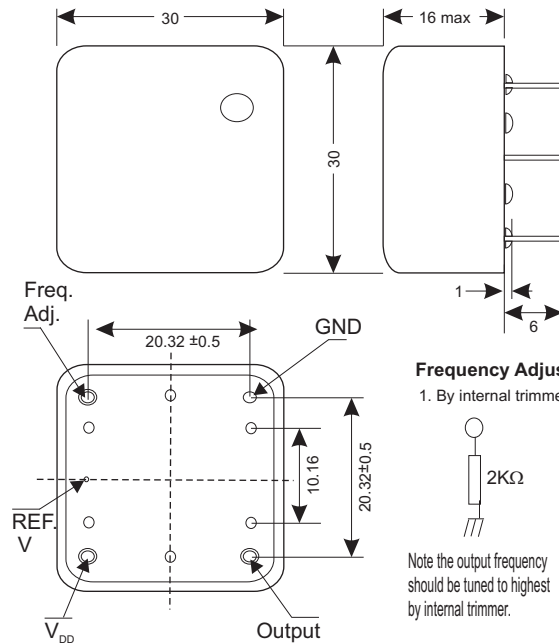 30
16 max
30
1
6
Freq.
Adj.
20.32 ±0.5
GND
10.16
20.32±0.5
REF.
V
VDD
Output
Frequency Adjus
1. By internal trimme
2KΩ
Note the output frequency
should be tuned to highest
by internal trimmer.